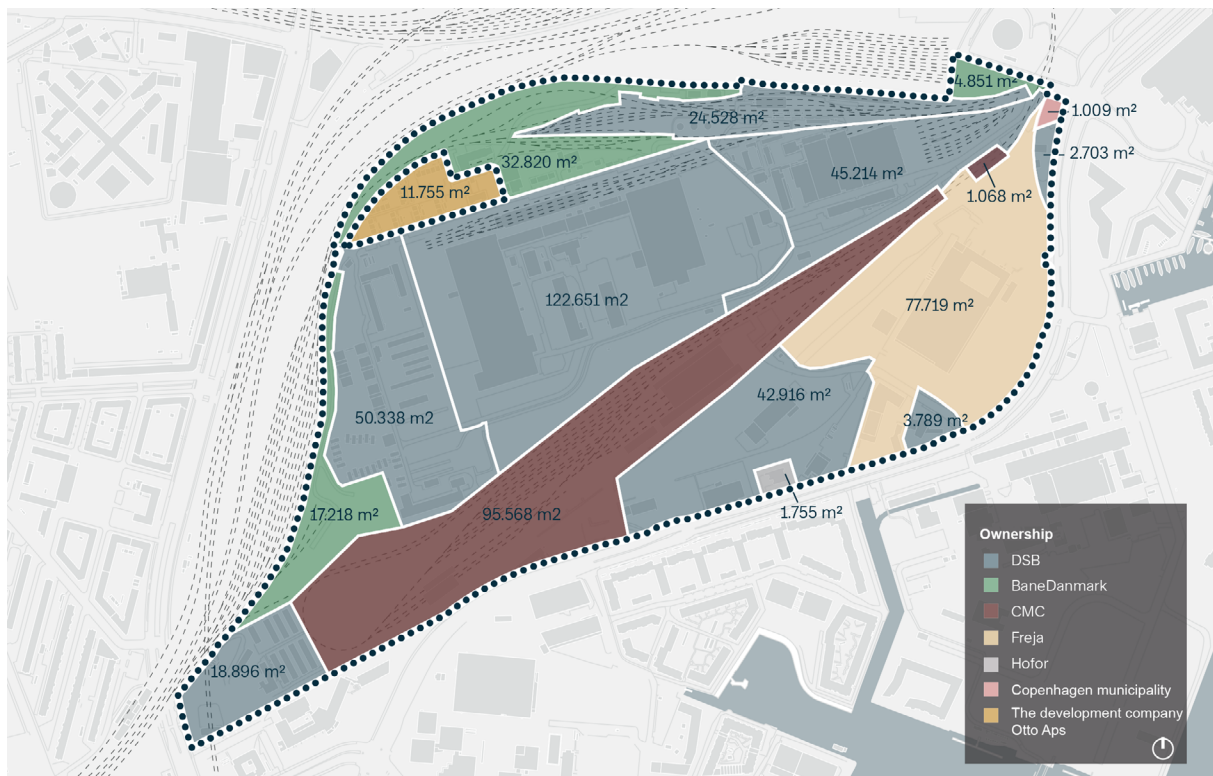 4.851 m²
1.009 m²
24.528 m²
2.703 m²
32.820 m²
45.214 m²
11.755 m²
1.068 m²
122.651 m2
77.719 m²
42.916 m²
50.338 m2
3.789 m²
17.218 m²
95.568 m2
1.755 m²
18.896 m²
Ownership
DSB
BaneDanmark
CMC
Freja
Hofor
Copenhagen municipality
The development company
Otto Aps